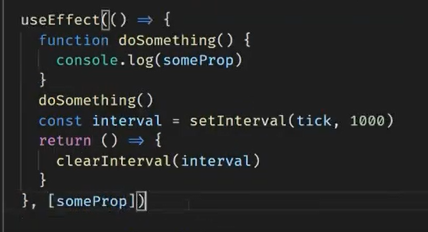 useEffect(() => {
function doSomething() {
console.log(someProp)
}
doSomething()
const interval = setInterval(tick, 1000)
return () => {
clearInterval(interval)
}
}, [someProp])